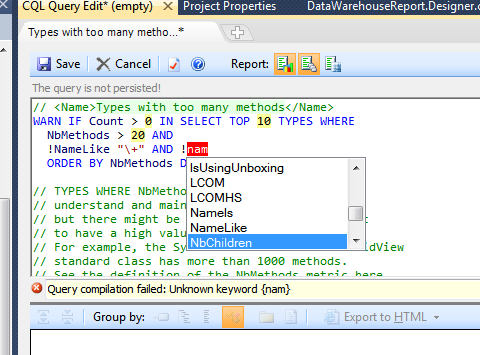 CQL Query Edit* (empty) Project Properties DataWarehouseReport.Designer.c
Types with too many metho...*
Save Cancel Report:
The query is not persisted!
// <Name>Types with too many methods</Name>
WARN IF Count > 0 IN SELECT TOP 10 TYPES WHERE
NbMethods > 20 AND
!NameLike "\+" AND !nam
ORDER BY NbMethods D
IsUsingUnboxing
LCOM
LCOMHS
NameIs
NameLike
NbChildren
// TYPES WHERE NbMe
// understand and mai
// but there might be t
// to have a high val
// For example, the Sy idView
// standard class has more than 1000 methods.
// See the definition of the NbMethods metric here
Query compilation failed: Unknown keyword {nam}
Group by: Export to HTML